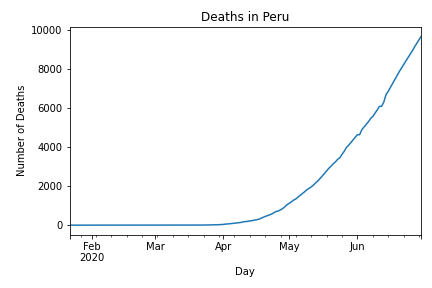 Deaths in Peru
Number of Deaths
10000
8000
6000
4000
2000
0
Feb
2020
Mar
Apr
May
Jun
Day